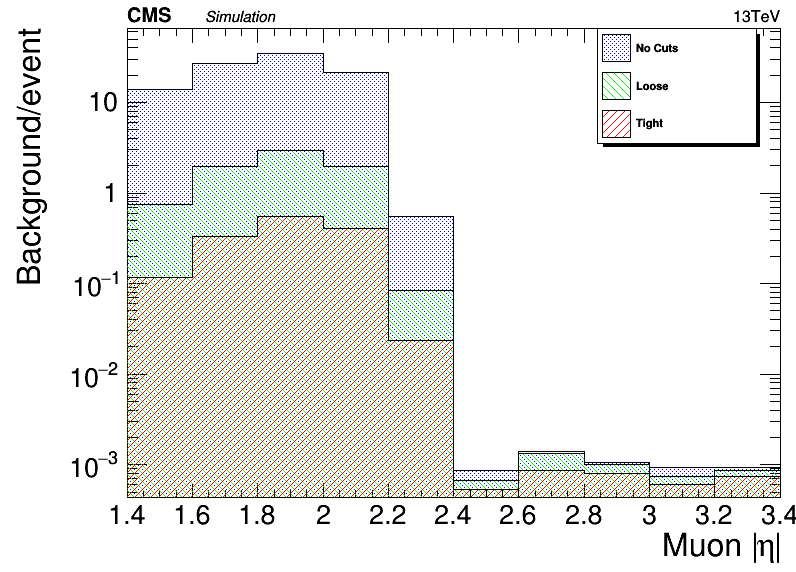 CMS Simulation 13TeV
Background/event
No Cuts
Loose
Tight
10
1
10⁻¹
10⁻²
10⁻³
1.4 1.6 1.8 2 2.2 2.4 2.6 2.8 3 3.2 3.4
Muon |η|